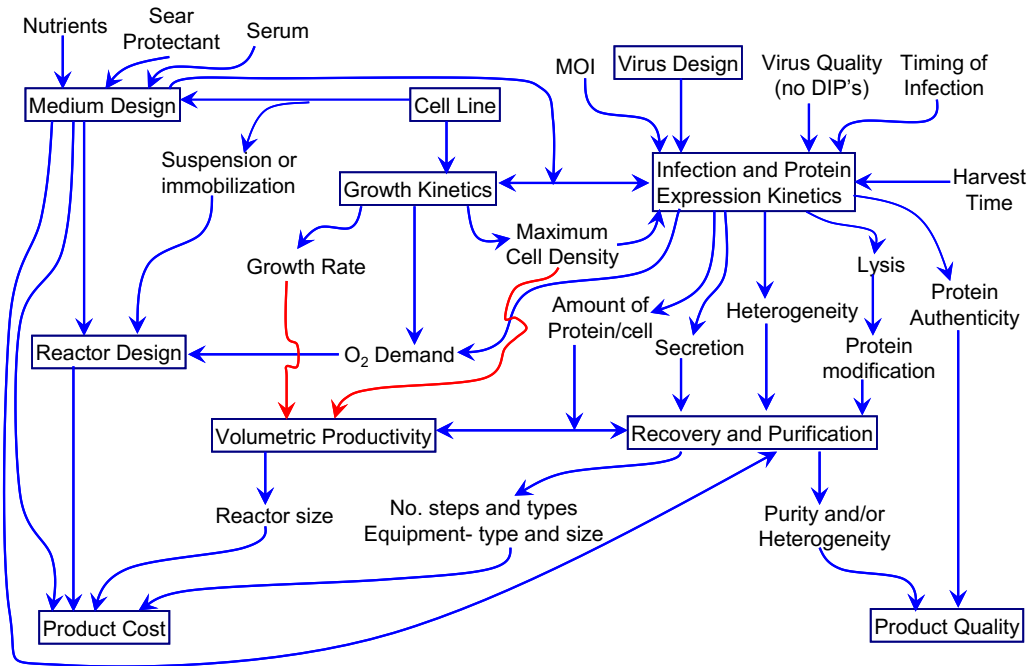 Nutrients
Sear
Protectant
Serum
MOI
Virus Design
Virus Quality
(no DIP's)
Timing of
Infection
Medium Design
Cell Line
Suspension or
immobilization
Growth Kinetics
Infection and Protein
Expression Kinetics
Harvest
Time
Maximum
Cell Density
Growth Rate
Lysis
Amount of
Protein/cell
Heterogeneity
Protein
Authenticity
Reactor Design
O₂ Demand
Secretion
Protein
modification
Volumetric Productivity
Recovery and Purification
Reactor size
No. steps and types
Equipment- type and size
Purity and/or
Heterogeneity
Product Cost
Product Quality